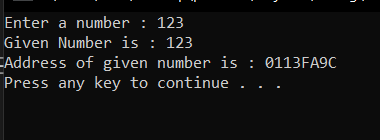 Enter a number : 123
Given Number is : 123
Address of given number is : 0113FA9C
Press any key to continue . . .